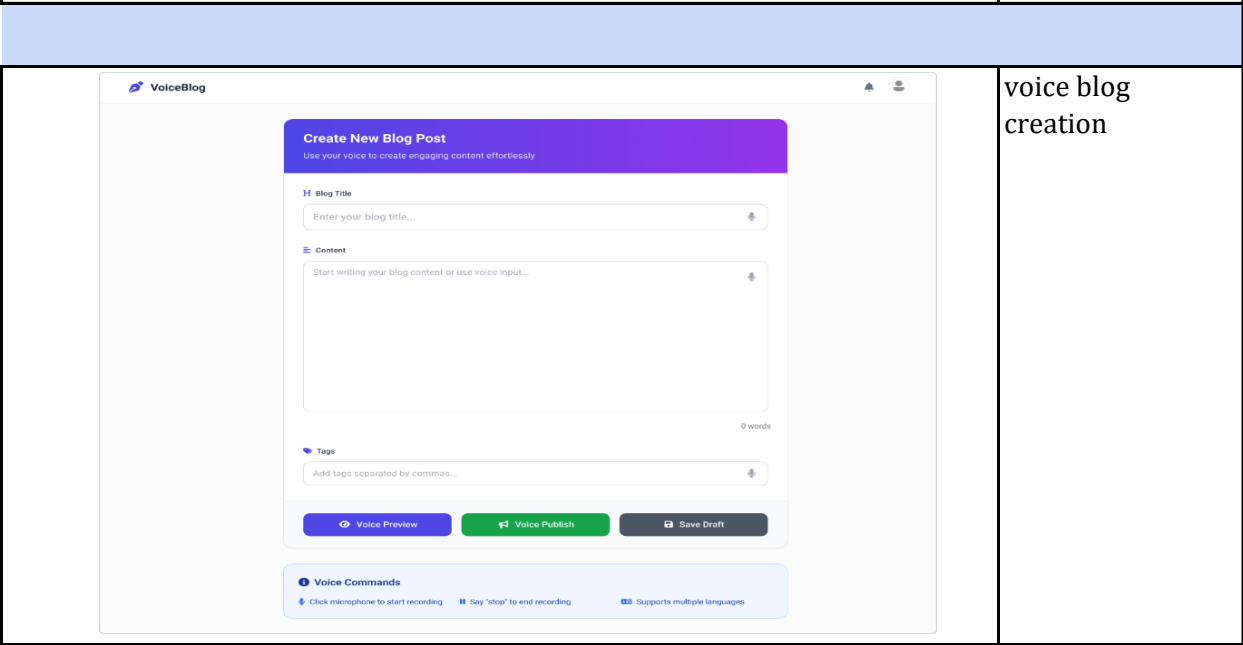 VoiceBlog
voice blog
creation
Create New Blog Post
Use your voice to create engaging content effortlessly
Blog Title
Enter your blog title...
Content
Start writing your blog content or use voice input...
0 words
Tags
Add tags separated by commas...
Voice Preview
Voice Publish
Save Draft
Voice Commands
Click microphone to start recording
Say "stop" to end recording
Supports multiple languages